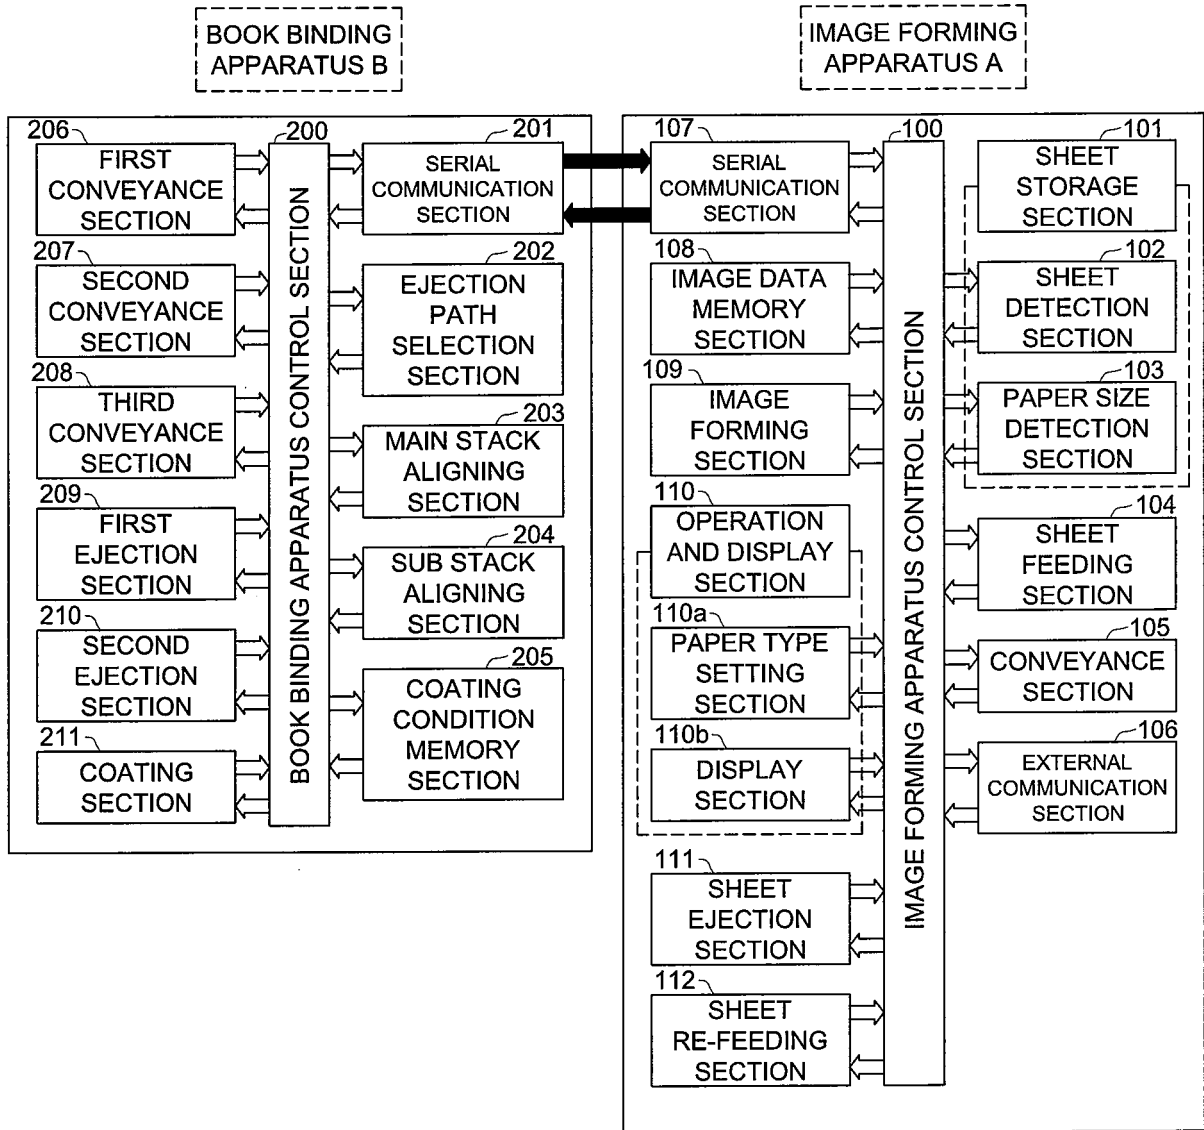 BOOK BINDING
APPARATUS B
IMAGE FORMING
APPARATUS A
206
FIRST
CONVEYANCE
SECTION
207
SECOND
CONVEYANCE
SECTION
208
THIRD
CONVEYANCE
SECTION
209
FIRST
EJECTION
SECTION
210
SECOND
EJECTION
SECTION
211
COATING
SECTION
200
BOOK BINDING APPARATUS CONTROL SECTION
201
SERIAL
COMMUNICATION
SECTION
202
EJECTION
PATH
SELECTION
SECTION
203
MAIN STACK
ALIGNING
SECTION
204
SUB STACK
ALIGNING
SECTION
205
COATING
CONDITION
MEMORY
SECTION
107
SERIAL
COMMUNICATION
SECTION
108
IMAGE DATA
MEMORY
SECTION
109
IMAGE
FORMING
SECTION
110
OPERATION
AND DISPLAY
SECTION
110a
PAPER TYPE
SETTING
SECTION
110b
DISPLAY
SECTION
111
SHEET
EJECTION
SECTION
112
SHEET
RE-FEEDING
SECTION
100
IMAGE FORMING APPARATUS CONTROL SECTION
101
SHEET
STORAGE
SECTION
102
SHEET
DETECTION
SECTION
103
PAPER SIZE
DETECTION
SECTION
104
SHEET
FEEDING
SECTION
105
CONVEYANCE
SECTION
106
EXTERNAL
COMMUNICATION
SECTION